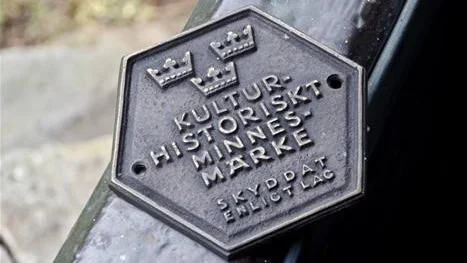 KULTUR-
HISTORISKT
MINNES-
MÄRKE
SKYDDAT
ENLIGT LAG